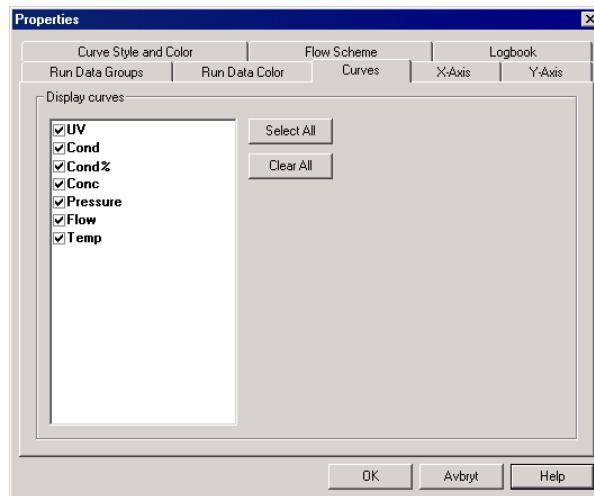 Properties
Curve Style and Color Flow Scheme Logbook
Run Data Groups Run Data Color Curves X-Axis Y-Axis
Display curves
UV
Cond
Cond%
Conc
Pressure
Flow
Temp
Select All
Clear All
OK Avbryt Help